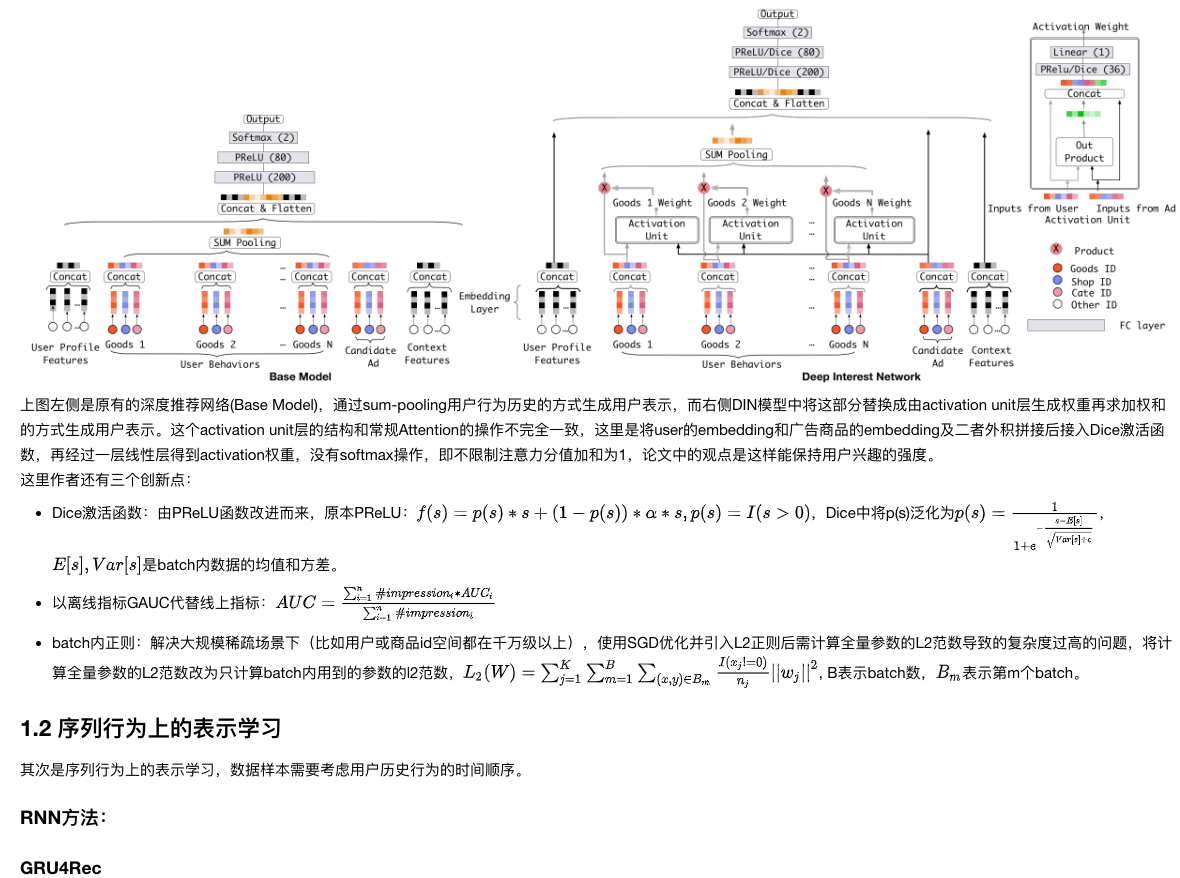 Output
Softmax (2)
PReLU (80)
PReLU (200)
Concat & Flatten
SUM Pooling
Concat Concat Concat ... Concat Concat Concat
... ... ...
User Profile Features
Goods 1 Goods 2 ... Goods N
User Behaviors
Candidate Ad
Context Features
Base Model
Output
Softmax (2)
PReLU/Dice (80)
PReLU/Dice (200)
Concat & Flatten
SUM Pooling
X X X
Goods 1 Weight Goods 2 Weight Goods N Weight
Activation Unit Activation Unit ... Activation Unit
Embedding Layer
Concat Concat Concat ... Concat Concat Concat
... ... ...
User Profile Features
Goods 1 Goods 2 ... Goods N
User Behaviors
Candidate Ad
Context Features
Deep Interest Network
Activation Weight
Linear (1)
PRelu/Dice (36)
Concat
Out Product
Inputs from User Inputs from Ad
Activation Unit
X Product
Goods ID
Shop ID
Cate ID
Other ID
FC layer
上图左侧是原有的深度推荐网络(Base Model)，通过sum-pooling用户行为历史的方式生成用户表示，而右侧DIN模型中将这部分替换成由activation unit层生成权重再求加权和
的方式生成用户表示。这个activation unit层的结构和常规Attention的操作不完全一致，这里是将user的embedding和广告商品的embedding及二者外积拼接后接入Dice激活函
数，再经过一层线性层得到activation权重，没有softmax操作，即不限制注意力分值加和为1，论文中的观点是这样能保持用户兴趣的强度。
这里作者还有三个创新点：
• Dice激活函数：由PReLU函数改进而来，原本PReLU：f(s) = p(s) * s + (1 − p(s)) * α * s, p(s) = I(s > 0)，Dice中将p(s)泛化为p(s) = \frac{1}{1+e^{-\frac{s-E[s]}{\sqrt{Var[s]+ϵ}}}}，
E[s], Var[s]是batch内数据的均值和方差。
• 以离线指标GAUC代替线上指标：AUC = \frac{\sum_{i=1}^{n} \#impression_i * AUC_i}{\sum_{i=1}^{n} \#impression_i}
• batch内正则：解决大规模稀疏场景下（比如用户或商品id空间都在千万级以上），使用SGD优化并引入L2正则后需计算全量参数的L2范数导致的复杂度过高的问题，将计
算全量参数的L2范数改为只计算batch内用到的参数的l2范数，L_2(W) = \sum_{j=1}^{K} \sum_{m=1}^{B} \sum_{(x,y)∈B_m} \frac{I(x_j!=0)}{n_j} ||w_j||^2, B表示batch数，B_m表示第m个batch。
1.2 序列行为上的表示学习
其次是序列行为上的表示学习，数据样本需要考虑用户历史行为的时间顺序。
RNN方法：
GRU4Rec